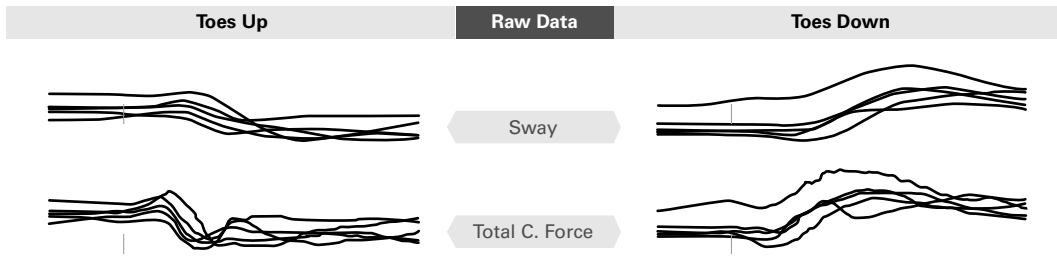 Toes Up
Raw Data
Toes Down
Sway
Total C. Force